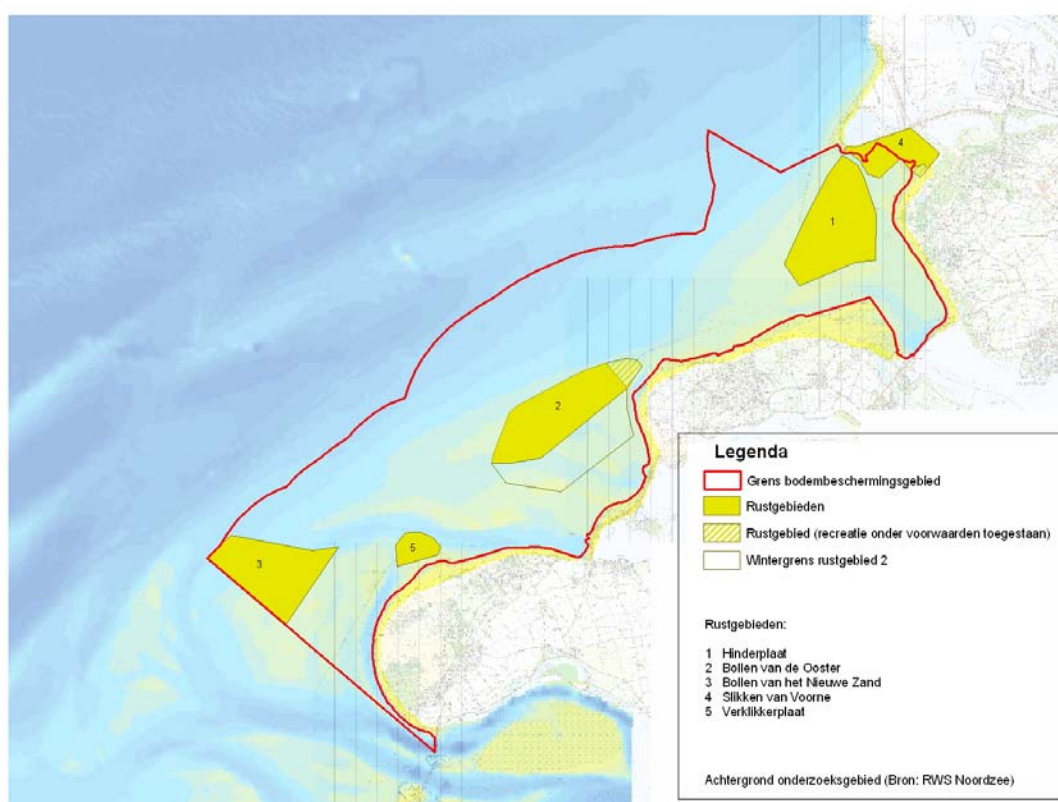 4
1
2
5
3
Legenda
Grens bodembeschermingsgebied
Rustgebieden
Rustgebied (recreatie onder voorwaarden toegestaan)
Wintergrens rustgebied 2
Rustgebieden:
1 Hinderplaat
2 Bollen van de Ooster
3 Bollen van het Nieuwe Zand
4 Slikken van Voorne
5 Verklikkerplaat
Achtergrond onderzoeksgebied (Bron: RWS Noordzee)